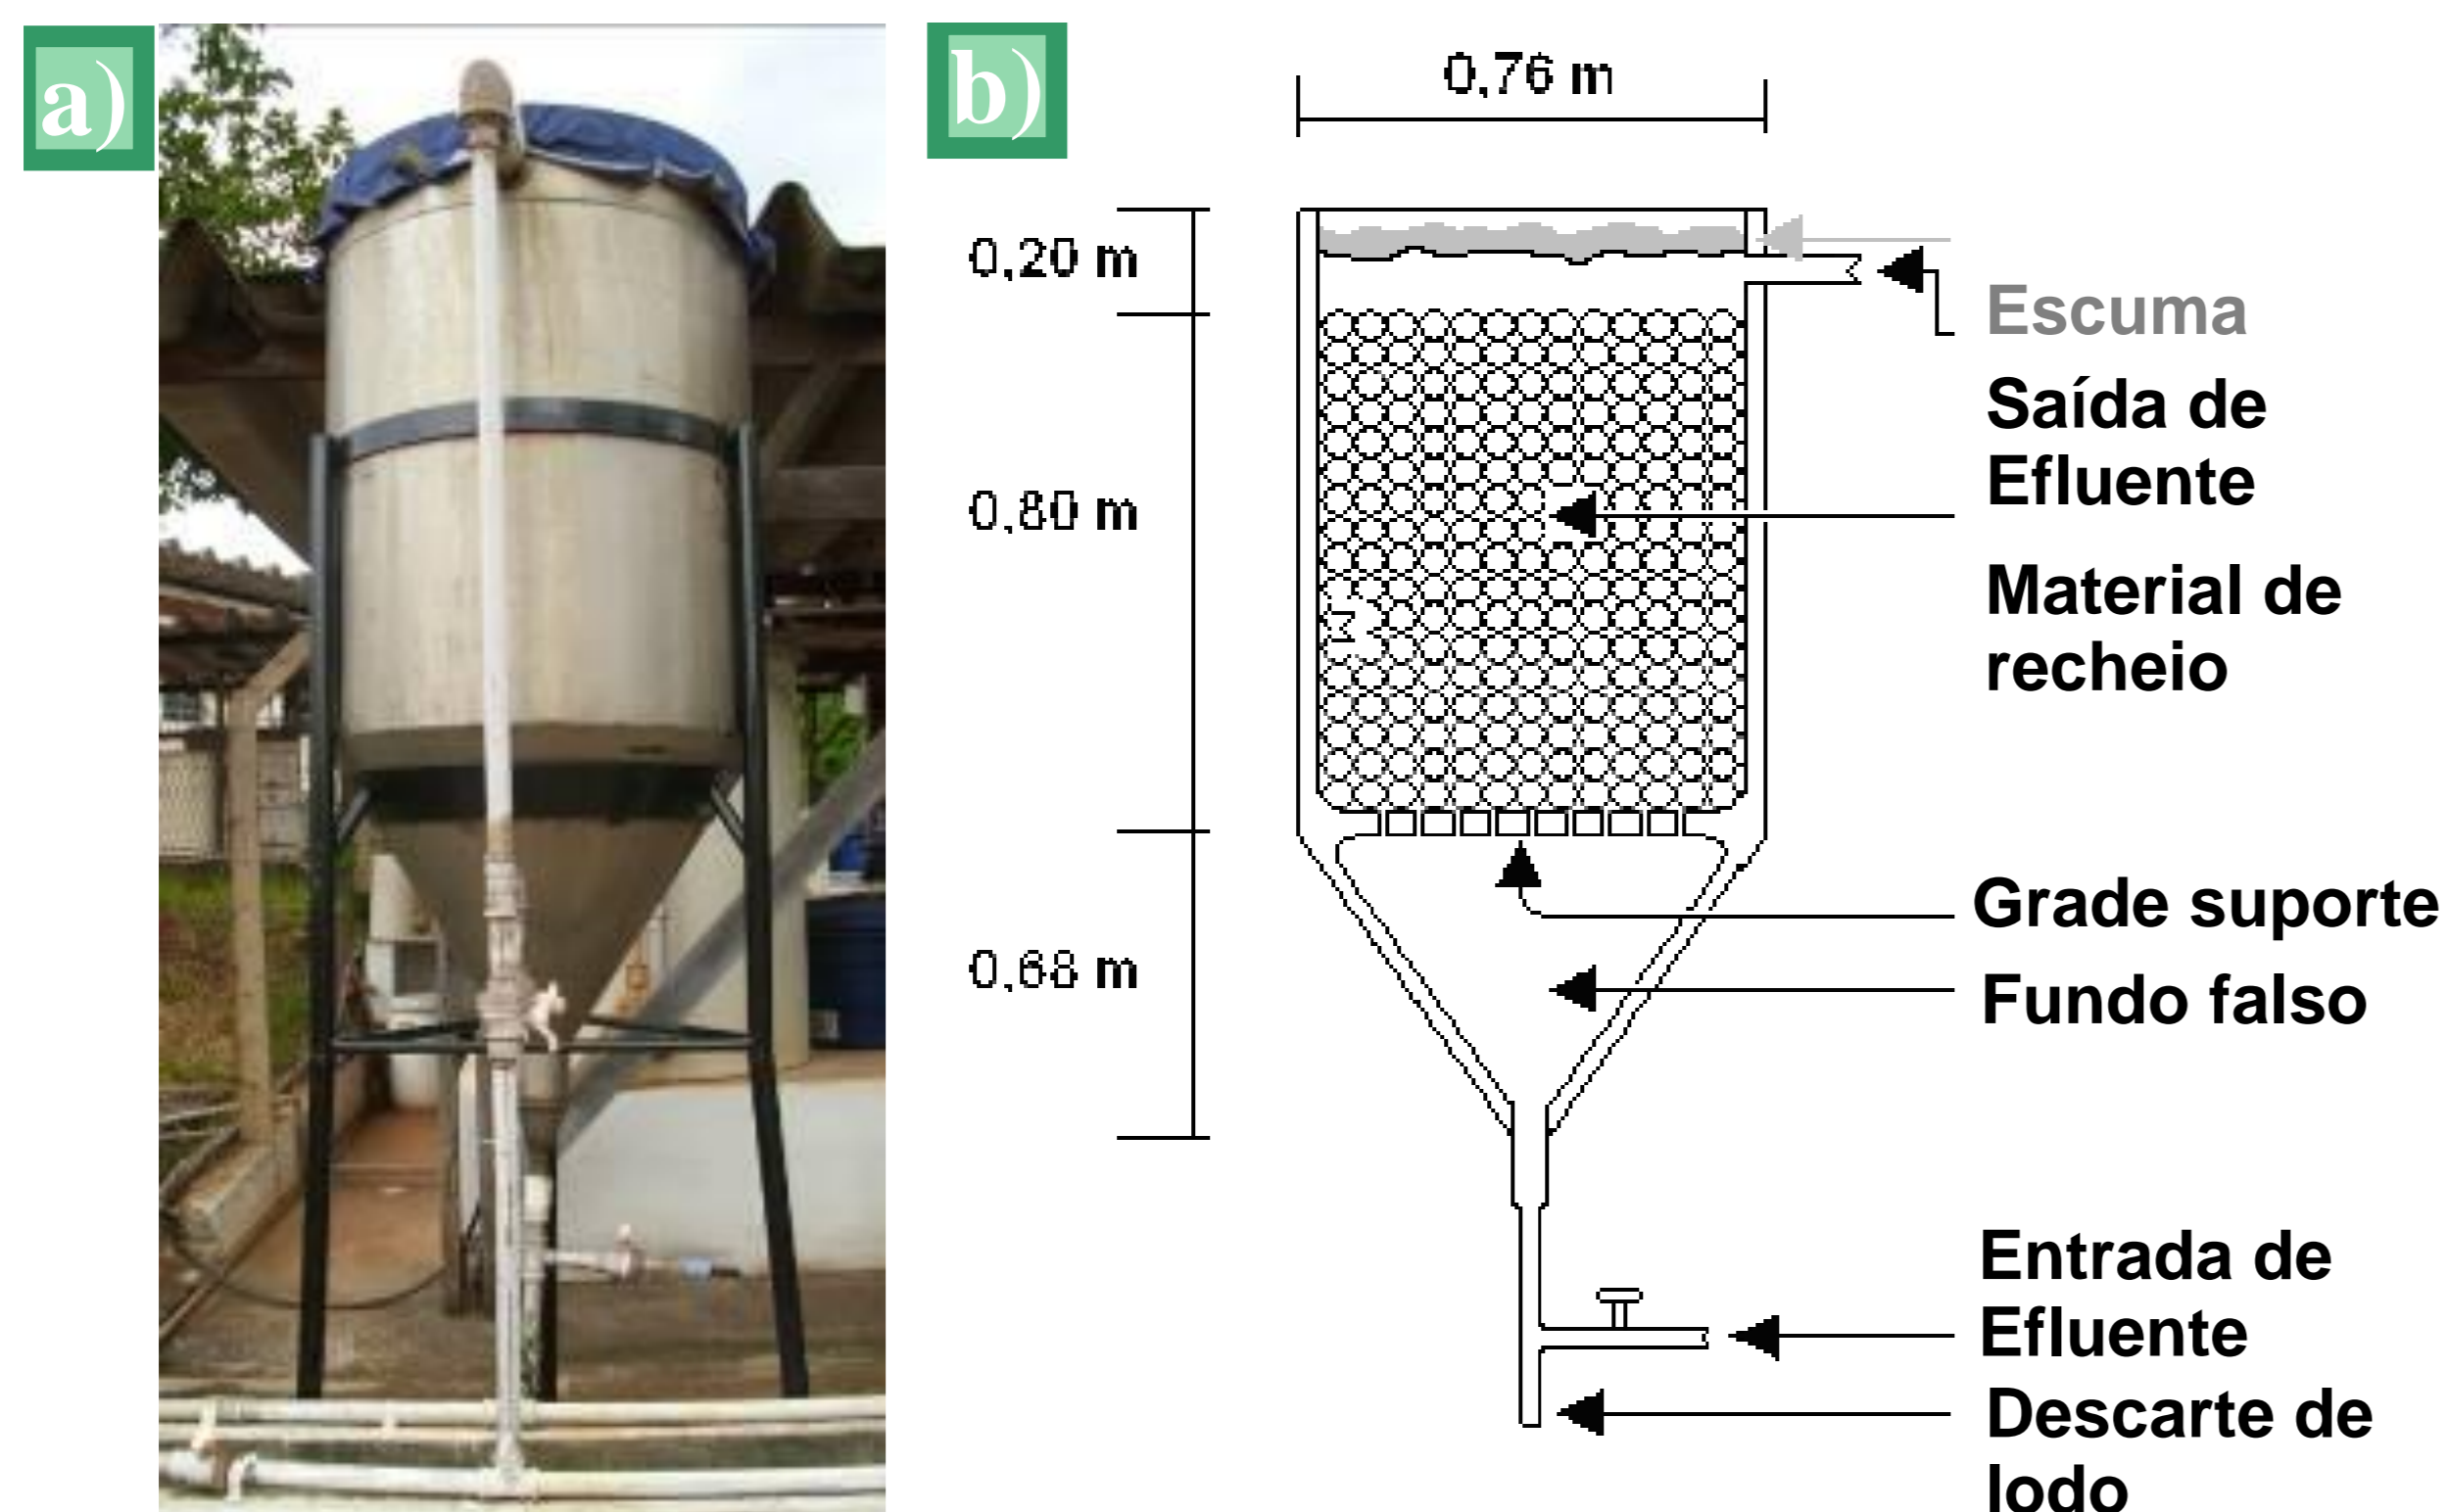 a)
b)
0,76 m
0,20 m
Escuma
Saída de
Efluente
0,80 m
Material de
recheio
Grade suporte
0,68 m
Fundo falso
Entrada de
Efluente
Descarte de
lodo